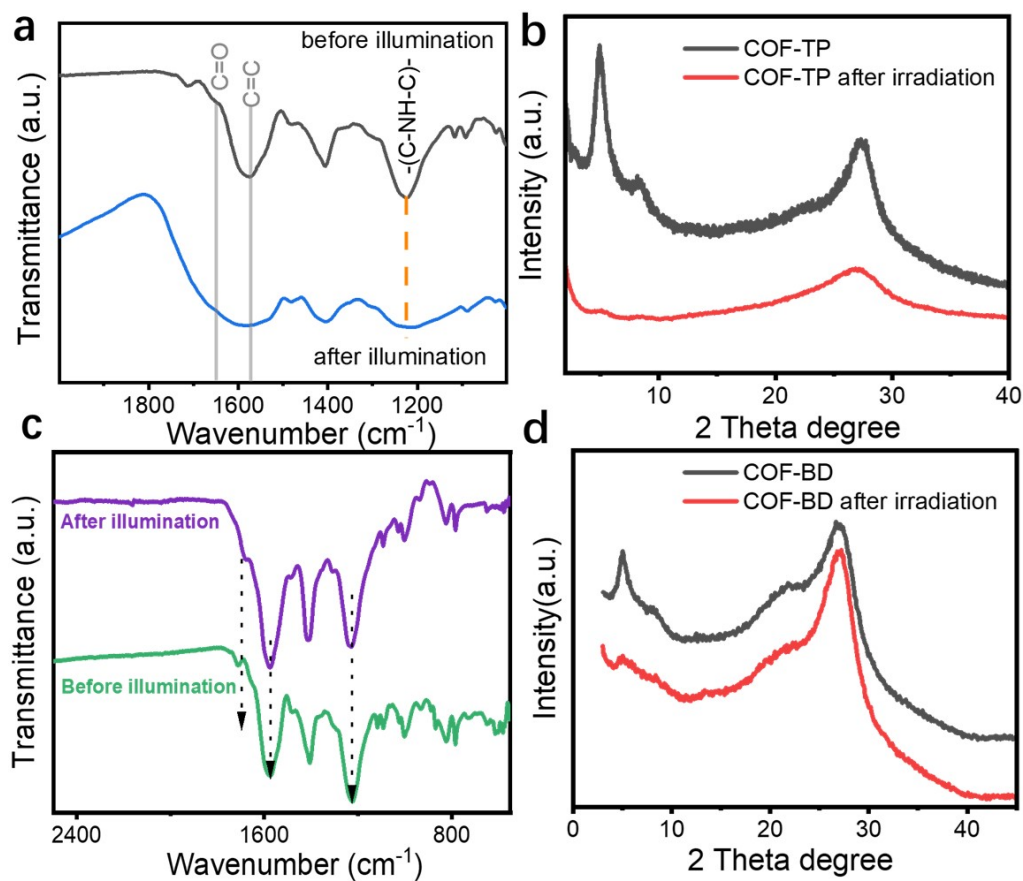 a
before illumination
C=O
C=C
-(C-NH-C)-
after illumination
Transmittance (a.u.)
1800 1600 1400 1200
Wavenumber (cm-1)
b
COF-TP
COF-TP after irradiation
Intensity (a.u.)
10 20 30 40
2 Theta degree
c
After illumination
Before illumination
Transmittance (a.u.)
2400 1600 800
Wavenumber (cm-1)
d
COF-BD
COF-BD after irradiation
Intensity(a.u.)
0 10 20 30 40
2 Theta degree